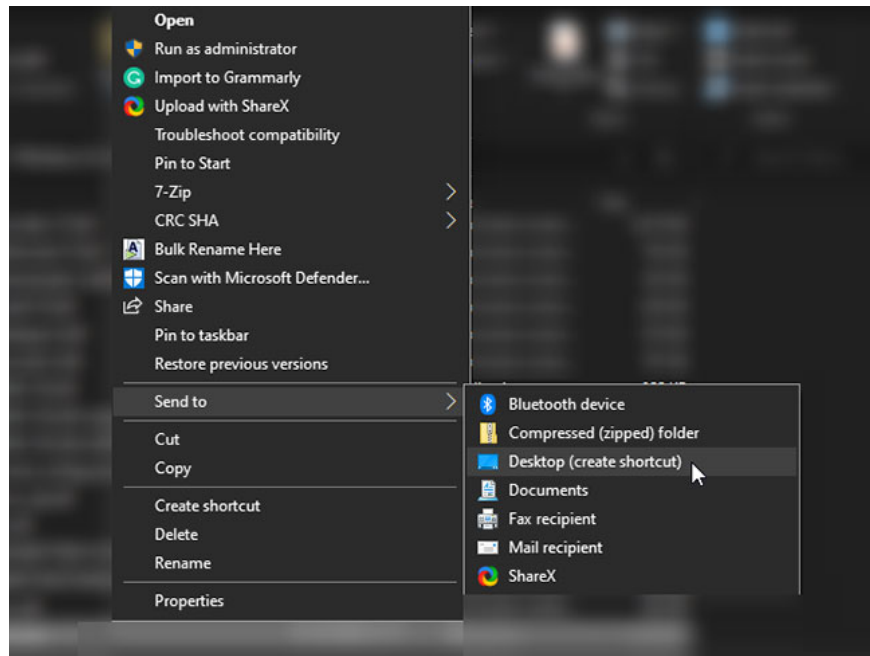 Open
Run as administrator
Import to Grammarly
Upload with ShareX
Troubleshoot compatibility
Pin to Start
7-Zip
CRC SHA
Bulk Rename Here
Scan with Microsoft Defender...
Share
Pin to taskbar
Restore previous versions
Send to
Cut
Copy
Create shortcut
Delete
Rename
Properties
Bluetooth device
Compressed (zipped) folder
Desktop (create shortcut)
Documents
Fax recipient
Mail recipient
ShareX